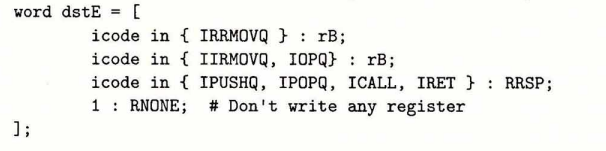 word dstE = [
        icode in { IRRMOVQ } : rB;
        icode in { IIRMOVQ, IOPQ} : rB;
        icode in { IPUSHQ, IPOPQ, ICALL, IRET } : RRSP;
        1 : RNONE;  # Don't write any register
];